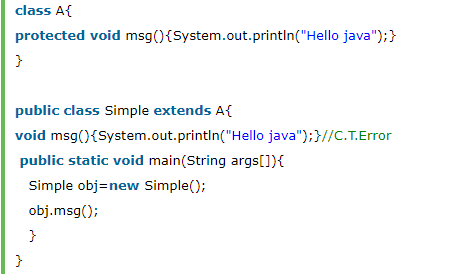 class A{
protected void msg(){System.out.println("Hello java");}
}
public class Simple extends A{
void msg(){System.out.println("Hello java");}//C.T.Error
public static void main(String args[]){
Simple obj=new Simple();
obj.msg();
}
}